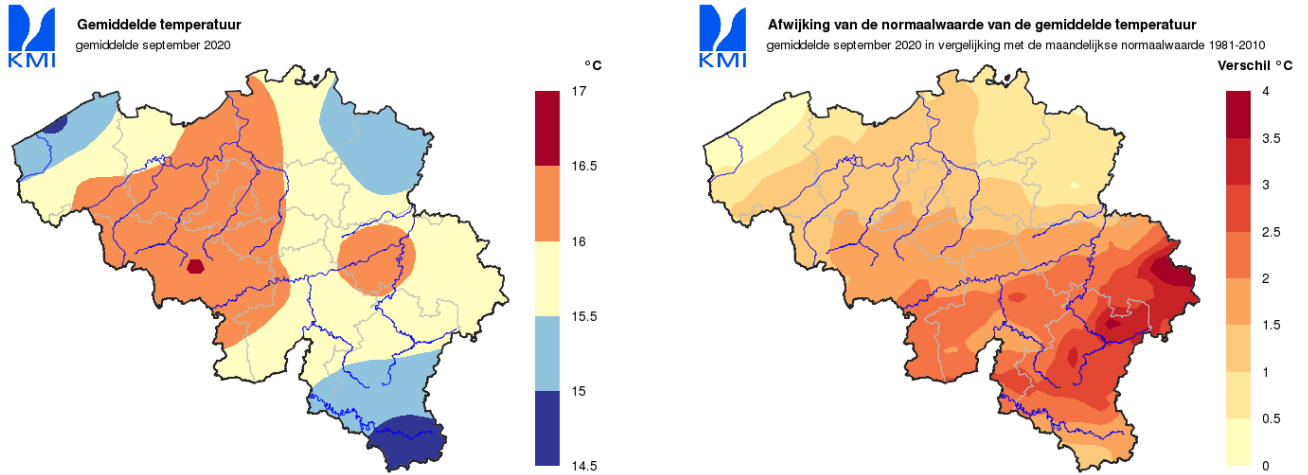 Gemiddelde temperatuur
gemiddelde september 2020
KMI
°C
17
16.5
16
15.5
15
14.5
Afwijking van de normaalwaarde van de gemiddelde temperatuur
gemiddelde september 2020 in vergelijking met de maandelijkse normaalwaarde 1981-2010
KMI
Verschil °C
4
3.5
3
2.5
2
1.5
1
0.5
0